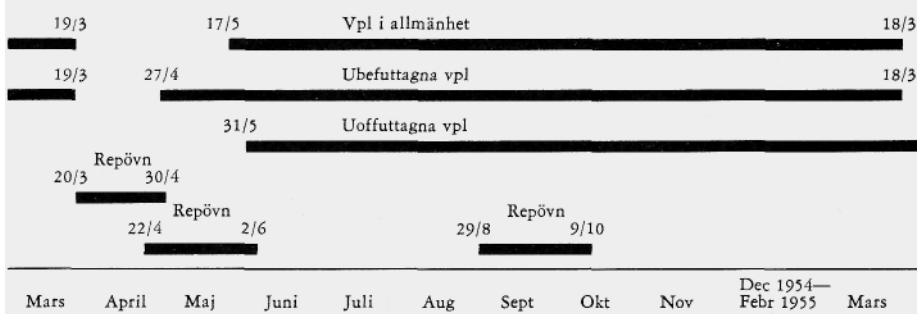 19/3 17/5 Vpl i allmänhet 18/3
19/3 27/4 Ubefuttagna vpl 18/3
31/5 Uoffuttagna vpl
Repövn
20/3 30/4
Repövn Repövn
22/4 2/6 29/8 9/10
Mars April Maj Juni Juli Aug Sept Okt Nov Dec 1954— Febr 1955 Mars